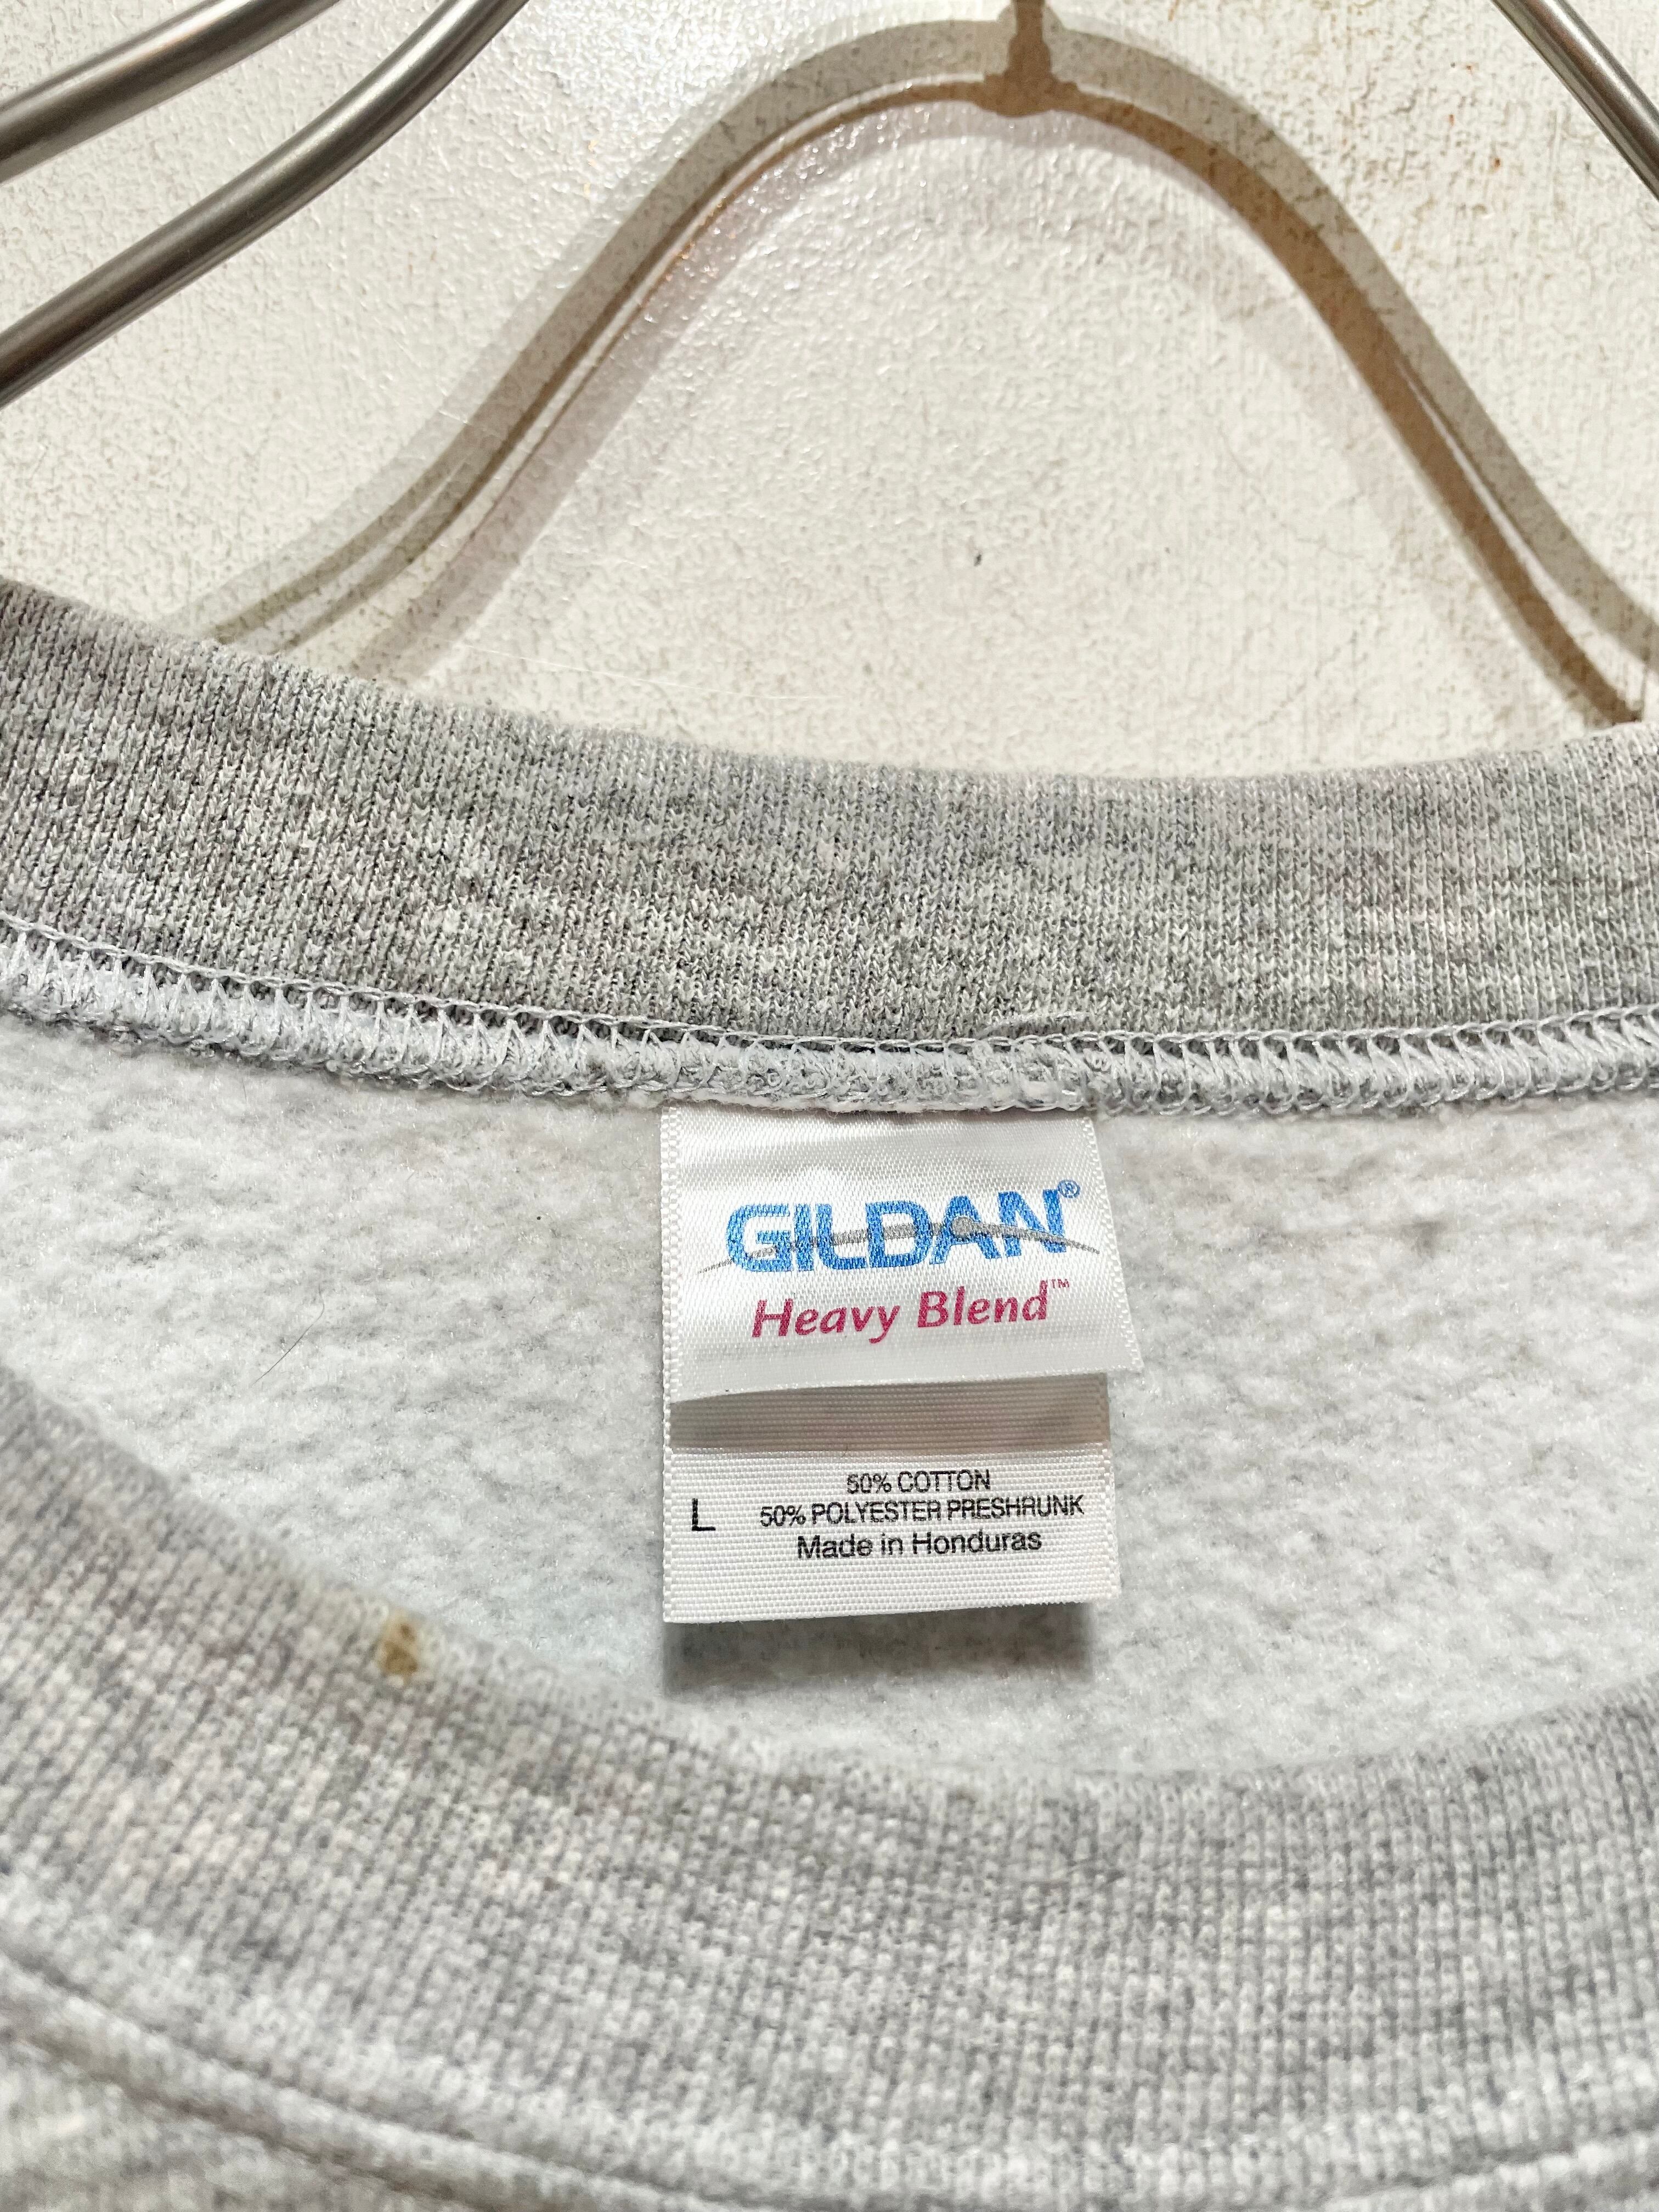 GILDAN®
Heavy Blend™
50% COTTON
L 50% POLYESTER PRESHRUNK
Made in Honduras